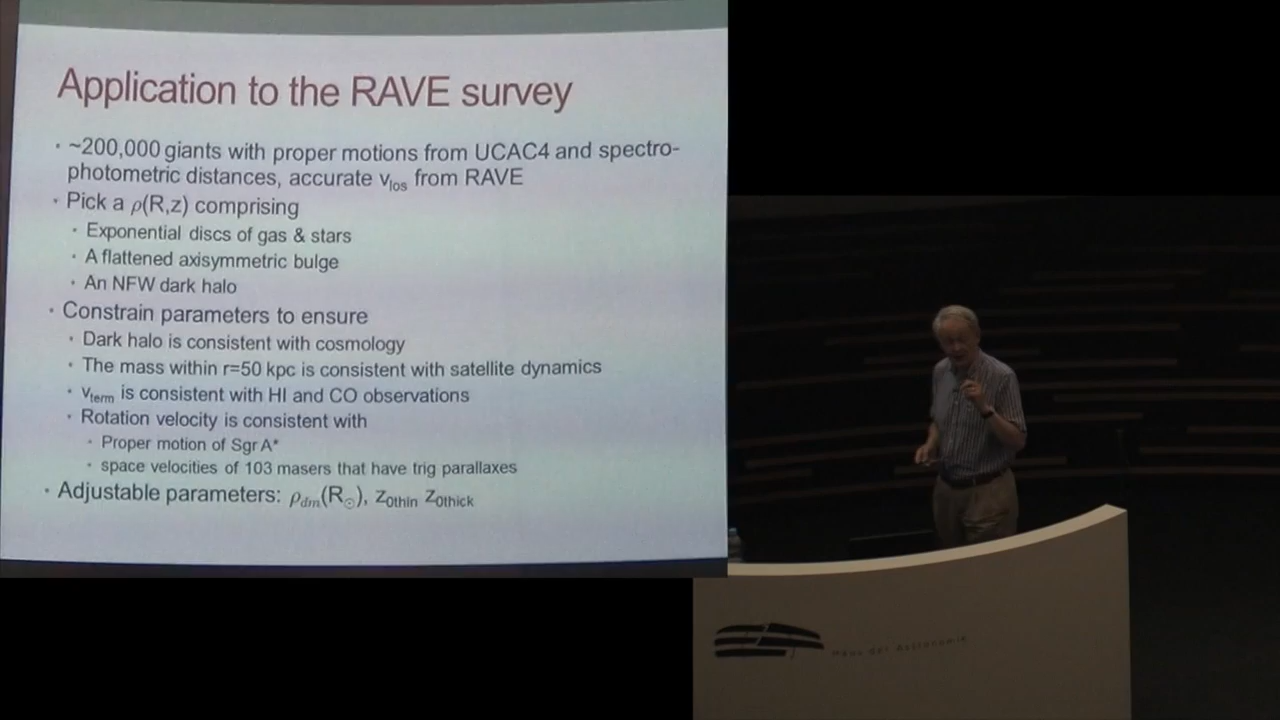 Application to the RAVE survey
· ~200,000 giants with proper motions from UCAC4 and spectro-
photometric distances, accurate vlos from RAVE
· Pick a ρ(R,z) comprising
· Exponential discs of gas & stars
· A flattened axisymmetric bulge
· An NFW dark halo
· Constrain parameters to ensure
· Dark halo is consistent with cosmology
· The mass within r=50 kpc is consistent with satellite dynamics
· vterm is consistent with HI and CO observations
· Rotation velocity is consistent with
· Proper motion of Sgr A*
· space velocities of 103 masers that have trig parallaxes
· Adjustable parameters: ρdm(R☉), z0thin z0thick
Haus der Astronomie